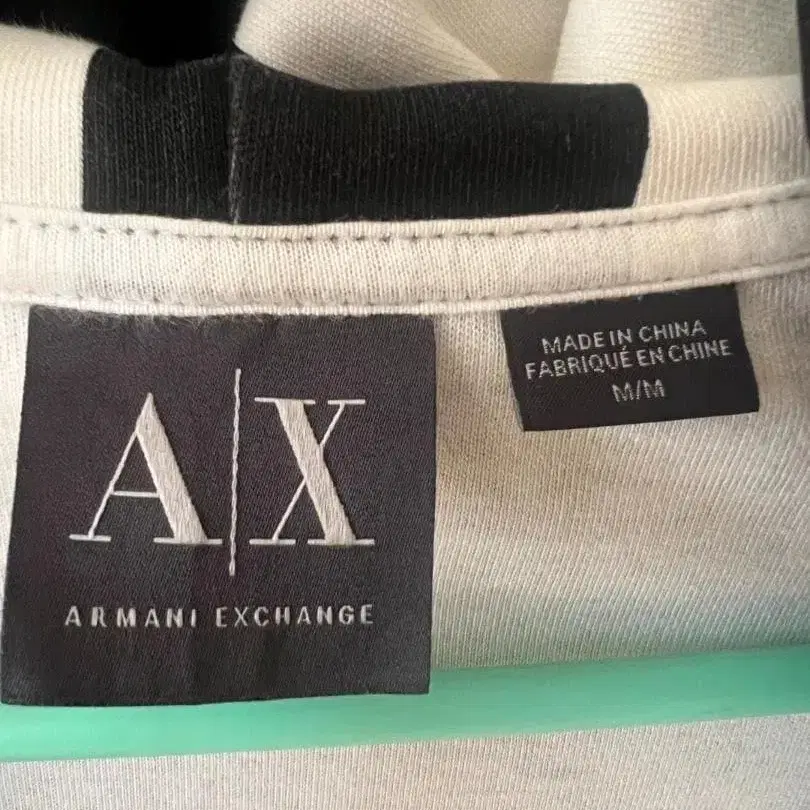 A|X
ARMANI EXCHANGE
MADE IN CHINA
FABRIQUÉ EN CHINE
M/M